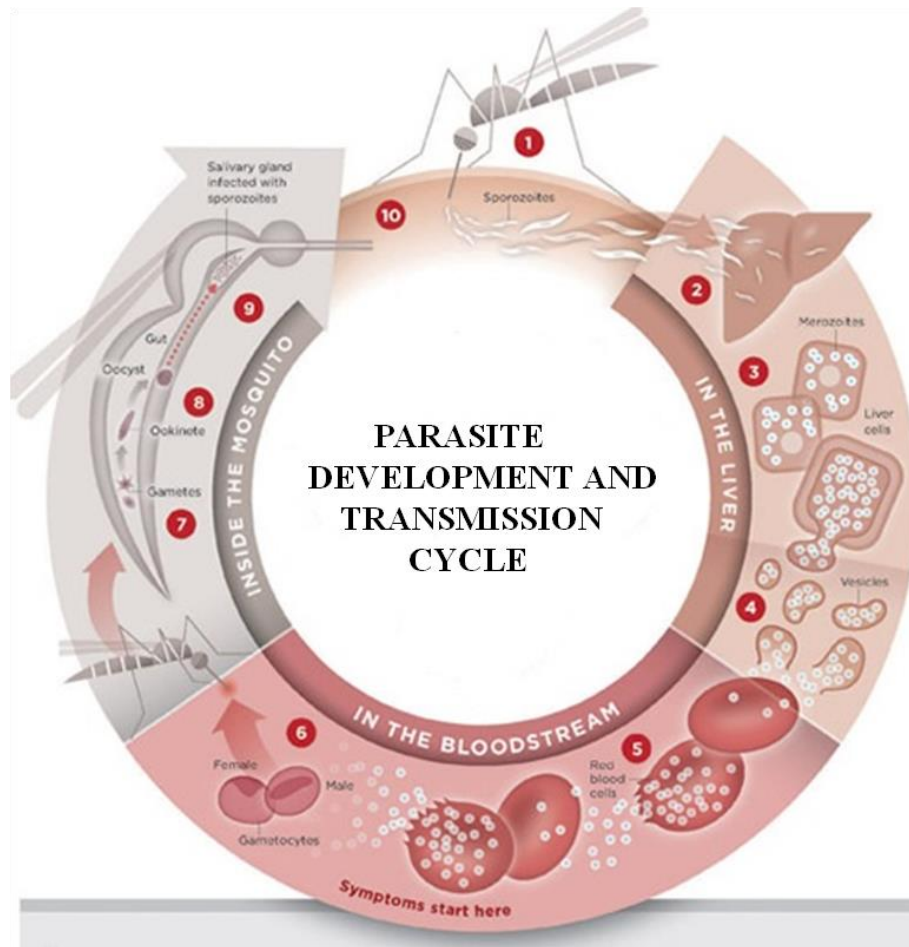 1
Sporozoites
10
Salivary gland
infected with
sporozoites
2
Merozoites
3
Liver
cells
4
Vesicles
IN THE LIVER
PARASITE
DEVELOPMENT AND
TRANSMISSION
CYCLE
IN THE BLOODSTREAM
5
Red
blood
cells
6
Female
Male
Gametocytes
Symptoms start here
INSIDE THE MOSQUITO
7
Gametes
Ookinete
8
Oocyst
Gut
9